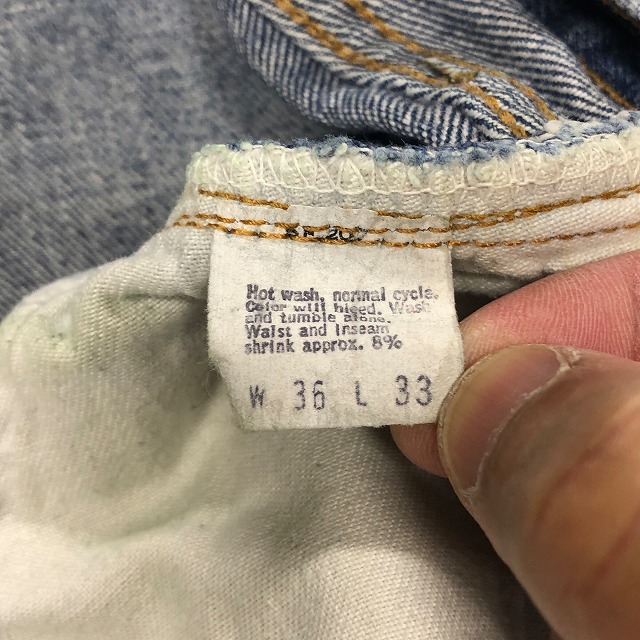 Hot wash, normal cycle.
Color will bleed. Wash
and tumble alone.
Waist and Inseam
shrink approx. 8%
W 36 L 33